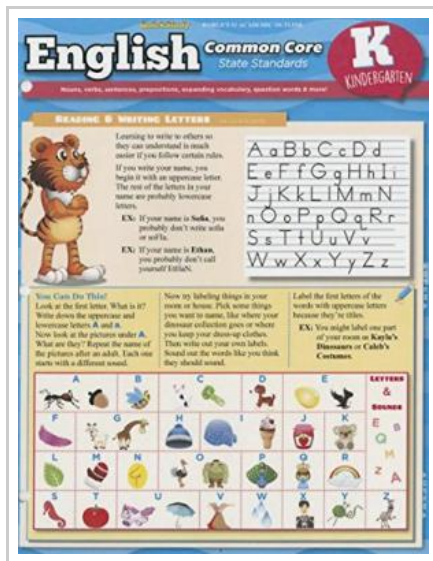 English Common Core
State Standards
K
KINDERGARTEN
Nouns, verbs, sentences, prepositions, expanding vocabulary, question words & more!
READING & WRITING LETTERS
Learning to write to others so
they can understand is much
easier if you follow certain rules.
If you write your name, you
begin it with an uppercase letter.
The rest of the letters in your
name are probably lowercase
letters.
EX: If your name is Sofia, you
probably don't write sofia
or sofIa.
EX: If your name is Ethan,
you probably don't call
yourself EtHaN.
AaBbCcDd
EeFfGgHhIi
JjKkLlMmN
nOoPpQqRr
SsTtUuVv
WwXxYyZz
You Can Do This!
Look at the first letter. What is it?
Write down the uppercase and
lowercase letters A and a.
Now look at the pictures under A.
What are they? Repeat the name of
the pictures after an adult. Each one
starts with a different sound.
Now try labeling things in your
room or house. Pick some things
you want to name, like where your
dinosaur collection goes or where
you keep your dress-up clothes.
Then write out your own labels.
Sound out the words like you think
they should sound.
Label the first letters of the
words with uppercase letters
because they're titles.
EX: You might label one part
of your room as Kayla's
Dinosaurs or Caleb's
Costumes.
A B C D E
LETTERS
&
SOUNDS
F G H I J K
L M N O P Q R
S T U V W X Y Z
E B
Q
M
Z A